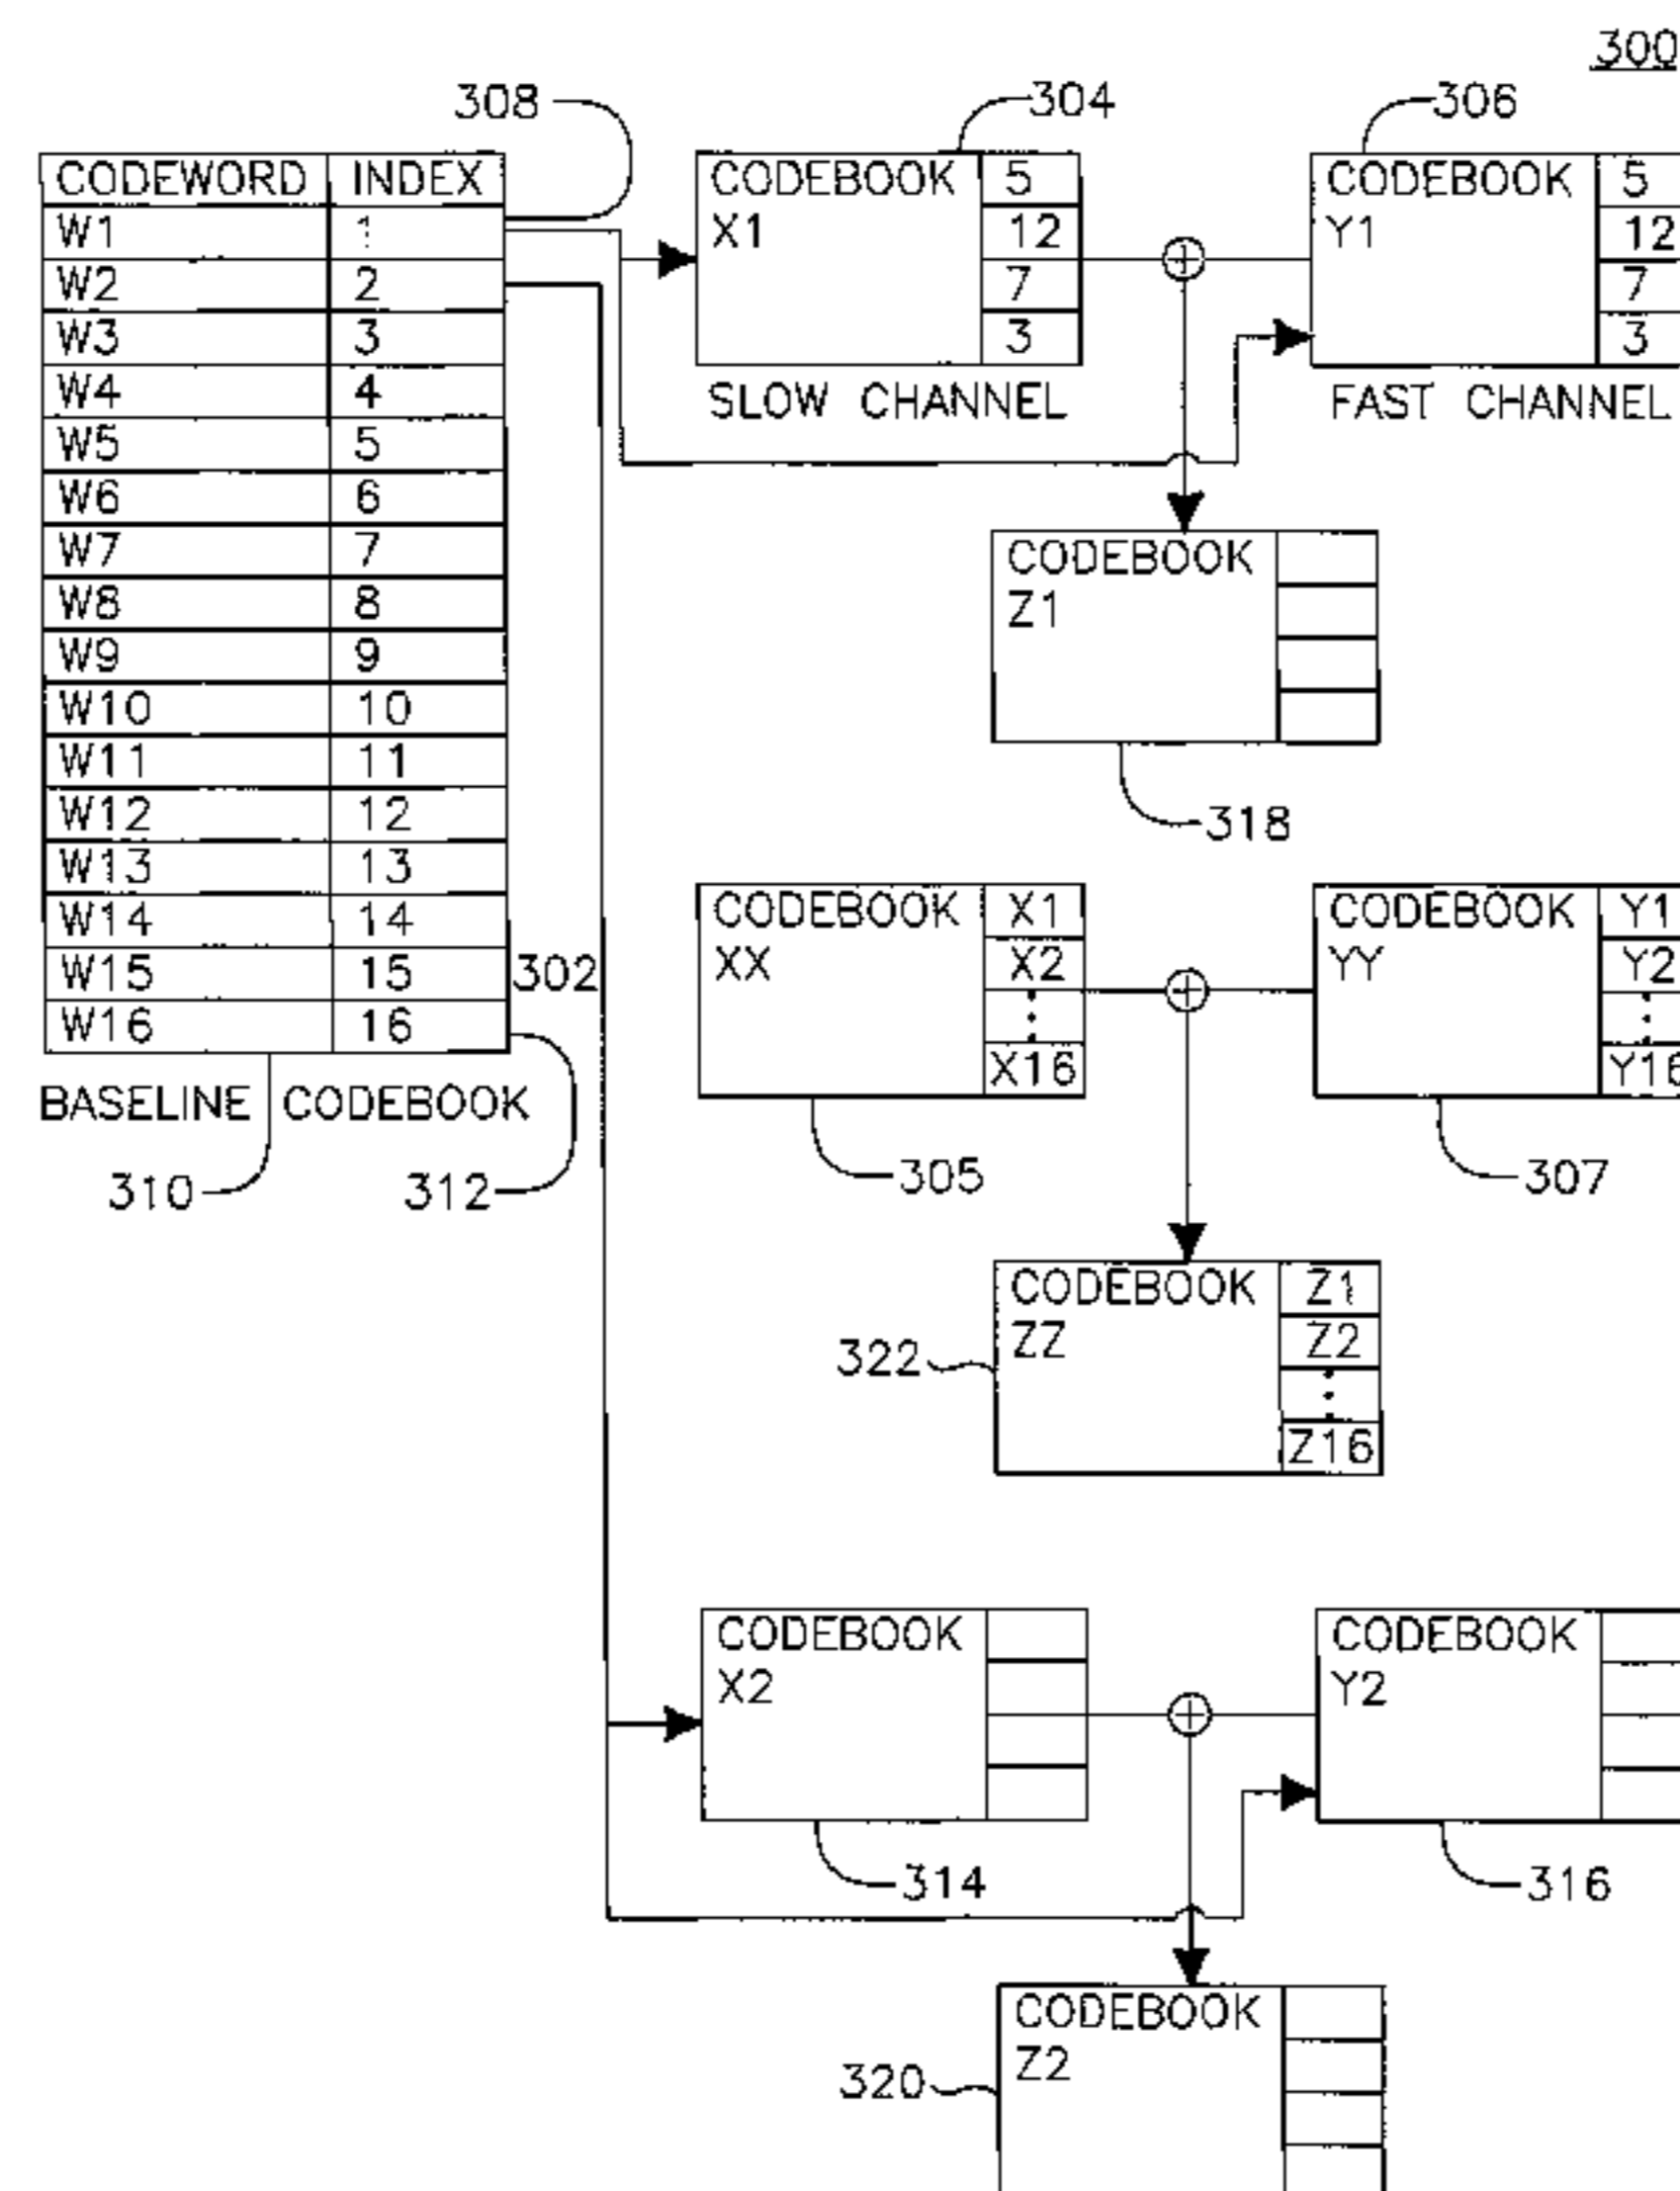 300
308
304
306
CODEWORD INDEX
W1 1
W2 2
W3 3
W4 4
W5 5
W6 6
W7 7
W8 8
W9 9
W10 10
W11 11
W12 12
W13 13
W14 14
W15 15
W16 16
302
BASELINE CODEBOOK
310
312
CODEBOOK X1
5
12
7
3
SLOW CHANNEL
CODEBOOK Y1
5
12
7
3
FAST CHANNEL
CODEBOOK Z1
318
CODEBOOK XX
X1
X2
X16
305
CODEBOOK YY
Y1
Y2
Y16
307
CODEBOOK ZZ
Z1
Z2
Z16
322
CODEBOOK X2
314
CODEBOOK Y2
316
CODEBOOK Z2
320